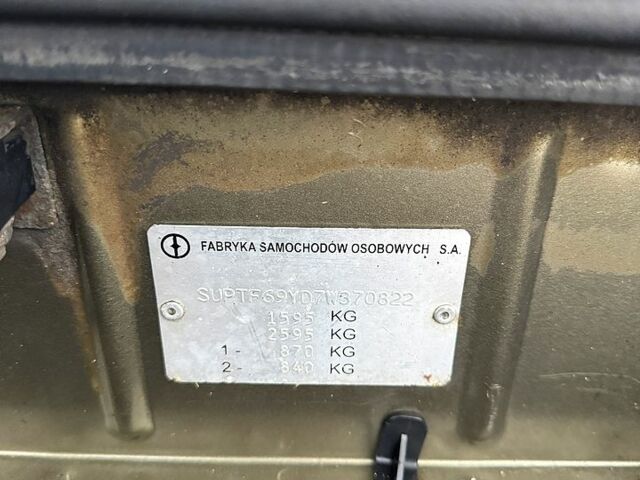 FABRYKA SAMOCHODÓW OSOBOWYCH S.A.
SUPTF69YD7W370822
1595 KG
2595 KG
1 - 870 KG
2 - 840 KG